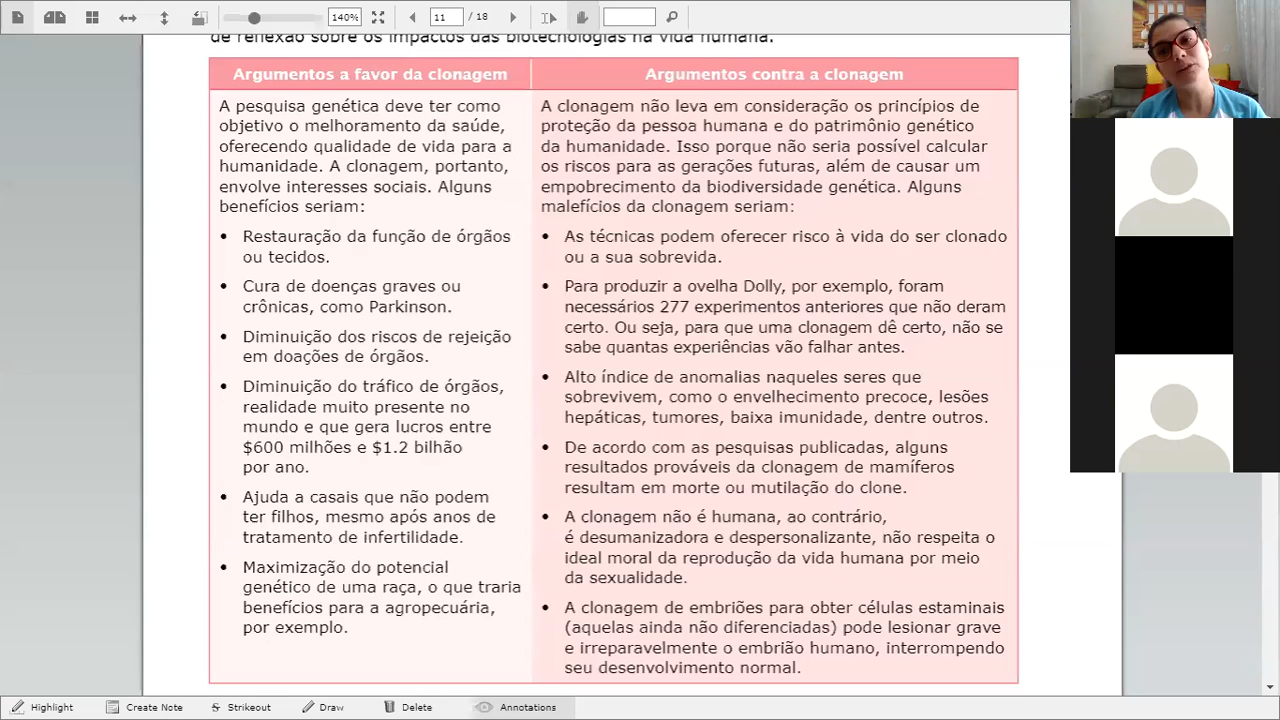 140%
11
/ 18
de reflexão sobre os impactos das biotecnologias na vida humana.
Argumentos a favor da clonagem
A pesquisa genética deve ter como
objetivo o melhoramento da saúde,
oferecendo qualidade de vida para a
humanidade. A clonagem, portanto,
envolve interesses sociais. Alguns
benefícios seriam:
• Restauração da função de órgãos
ou tecidos.
• Cura de doenças graves ou
crônicas, como Parkinson.
• Diminuição dos riscos de rejeição
em doações de órgãos.
• Diminuição do tráfico de órgãos,
realidade muito presente no
mundo e que gera lucros entre
$600 milhões e $1.2 bilhão
por ano.
• Ajuda a casais que não podem
ter filhos, mesmo após anos de
tratamento de infertilidade.
• Maximização do potencial
genético de uma raça, o que traria
benefícios para a agropecuária,
por exemplo.
Argumentos contra a clonagem
A clonagem não leva em consideração os princípios de
proteção da pessoa humana e do patrimônio genético
da humanidade. Isso porque não seria possível calcular
os riscos para as gerações futuras, além de causar um
empobrecimento da biodiversidade genética. Alguns
malefícios da clonagem seriam:
• As técnicas podem oferecer risco à vida do ser clonado
ou a sua sobrevida.
• Para produzir a ovelha Dolly, por exemplo, foram
necessários 277 experimentos anteriores que não deram
certo. Ou seja, para que uma clonagem dê certo, não se
sabe quantas experiências vão falhar antes.
• Alto índice de anomalias naqueles seres que
sobrevivem, como o envelhecimento precoce, lesões
hepáticas, tumores, baixa imunidade, dentre outros.
• De acordo com as pesquisas publicadas, alguns
resultados prováveis da clonagem de mamíferos
resultam em morte ou mutilação do clone.
• A clonagem não é humana, ao contrário,
é desumanizadora e despersonalizante, não respeita o
ideal moral da reprodução da vida humana por meio
da sexualidade.
• A clonagem de embriões para obter células estaminais
(aquelas ainda não diferenciadas) pode lesionar grave
e irreparavelmente o embrião humano, interrompendo
seu desenvolvimento normal.
Highlight
Create Note
Strikeout
Draw
Delete
Annotations